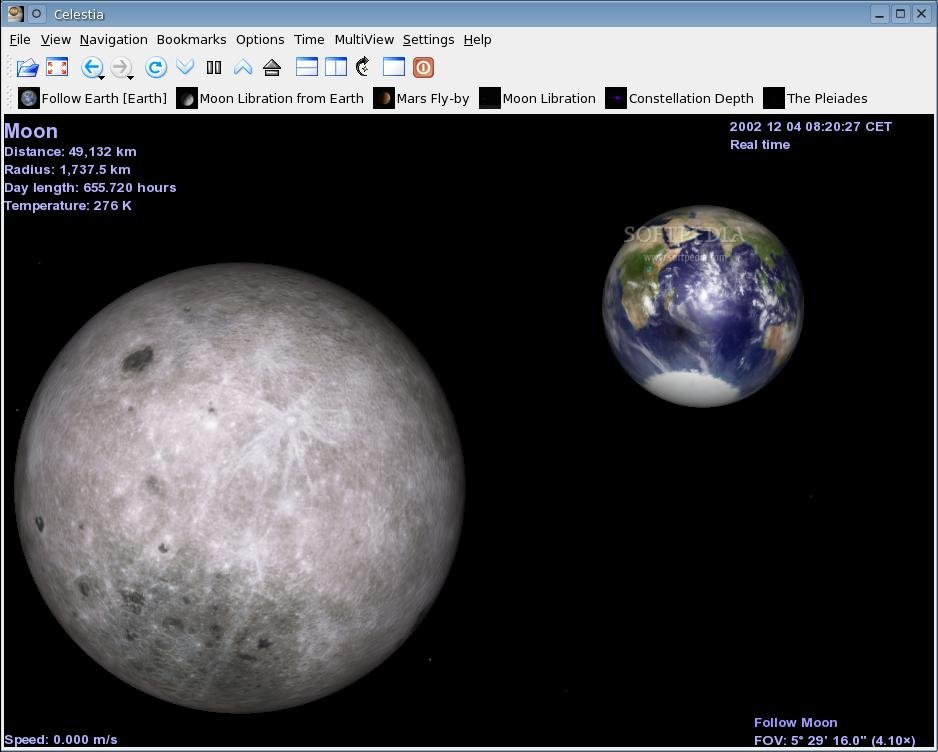 Celestia
File View Navigation Bookmarks Options Time MultiView Settings Help
Follow Earth [Earth] Moon Libration from Earth Mars Fly-by Moon Libration Constellation Depth The Pleiades
Moon
Distance: 49,132 km
Radius: 1,737.5 km
Day length: 655.720 hours
Temperature: 276 K
2002 12 04 08:20:27 CET
Real time
SOFTPEDIA
www.softpedia.com
Speed: 0.000 m/s
Follow Moon
FOV: 5° 29' 16.0" (4.10×)